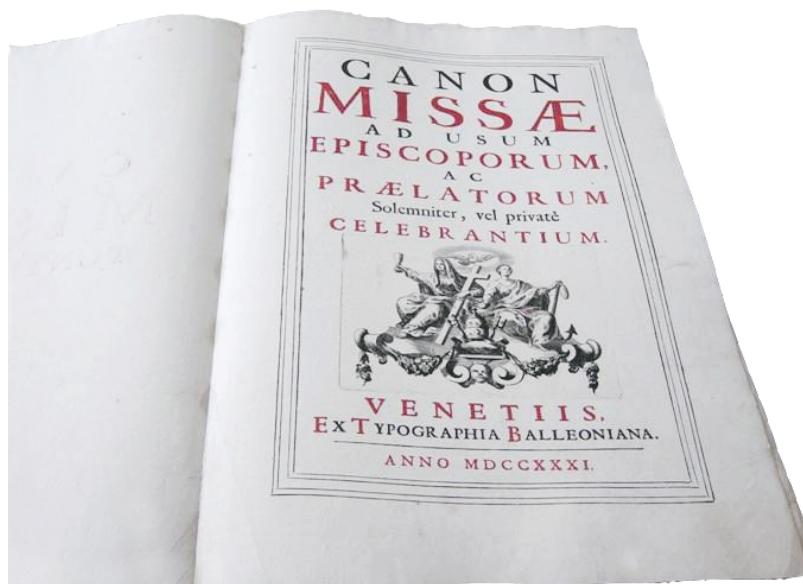 CANON
MISSÆ
AD USUM
EPISCOPORUM,
AC
PRÆLATORUM
Solemniter, vel privatè
CELEBRANTIUM.
VENETIIS,
EX TYPOGRAPHIA BALLEONIANA.
ANNO MDCCXXXI.